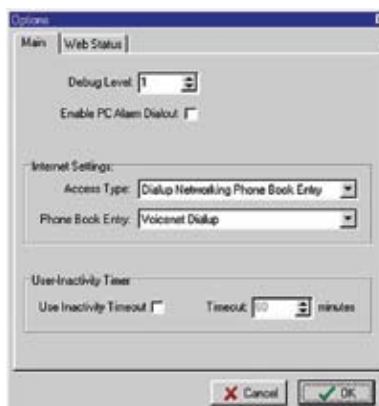 Options
Main Web Status
Debug Level: 1
Enable PC Alarm Dialout:
Internet Settings:
Access Type: Dialup Networking Phone Book Entry
Phone Book Entry: Voicenet Dialup
User-Inactivity Timer
Use Inactivity Timeout Timeout: 60 minutes
Cancel OK